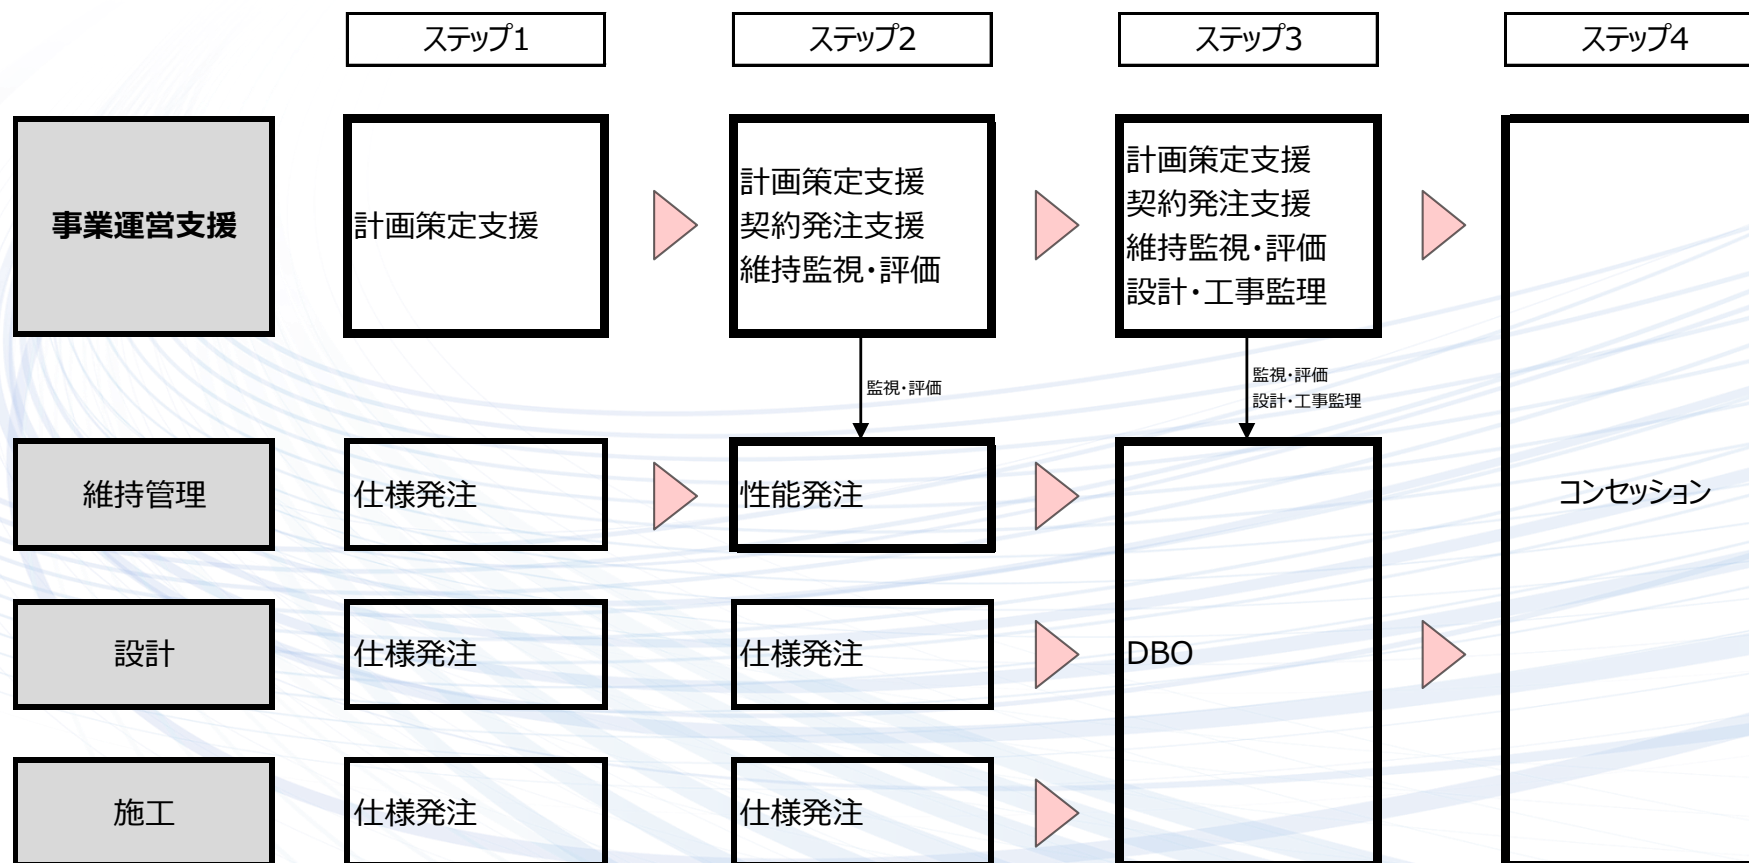 ステップ1
ステップ2
ステップ3
ステップ4
事業運営支援
計画策定支援
計画策定支援
契約発注支援
維持監視・評価
計画策定支援
契約発注支援
維持監視・評価
設計・工事監理
監視・評価
監視・評価
設計・工事監理
維持管理
仕様発注
性能発注
コンセッション
設計
仕様発注
仕様発注
DBO
施工
仕様発注
仕様発注